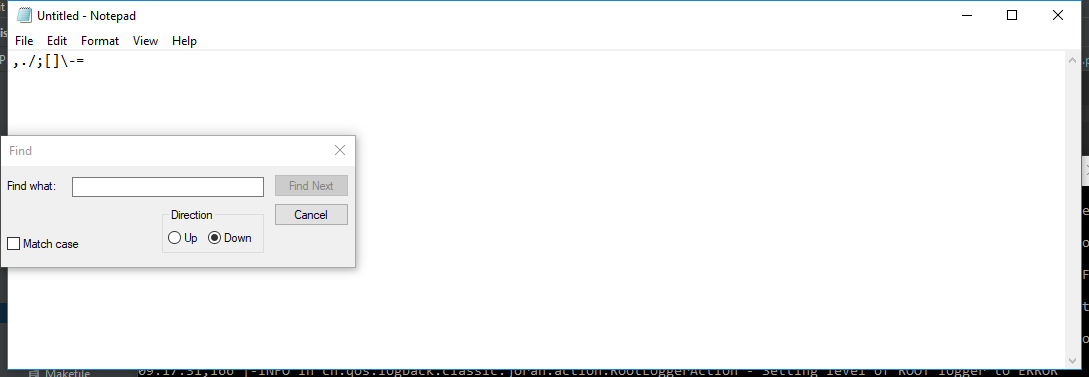 Untitled - Notepad
File Edit Format View Help
,./;[]\-=
Find
Find what:
Find Next
Direction
Cancel
Up Down
Match case
Makefile
09:17:31,166 |-INFO in ch.qos.logback.classic.joran.action.RootLoggerAction - Setting level of ROOT logger to ERROR